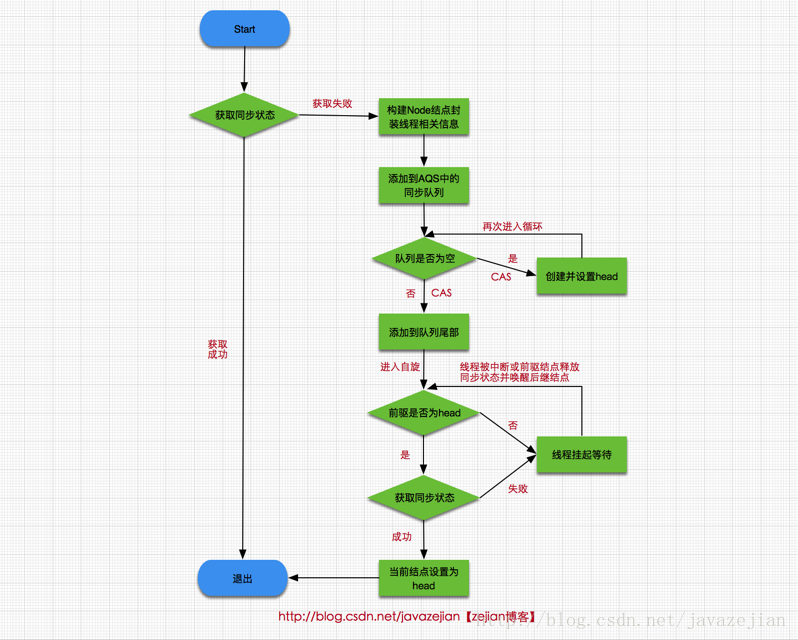 Start
获取同步状态
获取失败
构建Node结点封
装线程相关信息
添加到AQS中的
同步队列
再次进入循环
队列是否为空
是
CAS
创建并设置head
否
CAS
添加到队列尾部
获取
成功
进入自旋
线程被中断或前驱结点释放
同步状态并唤醒后继结点
前驱是否为head
否
线程挂起等待
是
获取同步状态
失败
成功
退出
当前结点设置为
head
http://blog.csdn.net/javazejian【zejian博客】
http://blog.csdn.net/javazejian